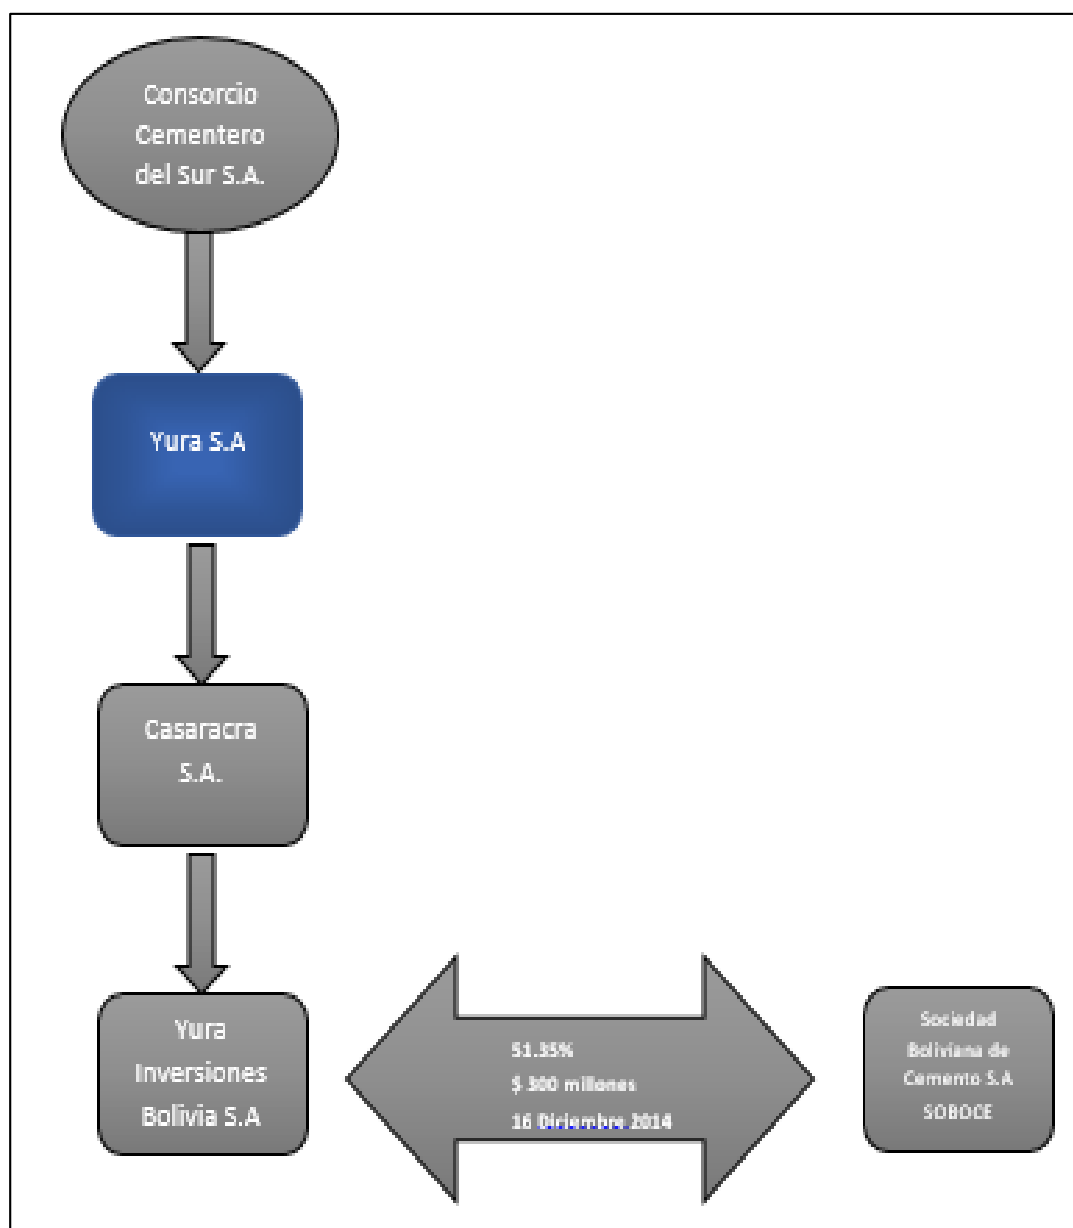 Consorcio
Cementero
del Sur S.A.
Yura S.A
Casaracra
S.A.
Yura
Inversiones
Bolivia S.A
51.35%
$ 300 millones
16 Diciembre 2014
Sociedad
Boliviana de
Cemento S.A
SOBOCE